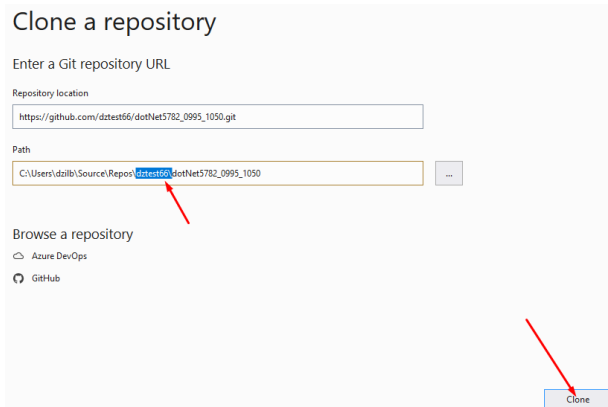 Clone a repository
Enter a Git repository URL
Repository location
https://github.com/dztest66/dotNet5782_0995_1050.git
Path
C:\Users\dzilb\Source\Repos\dztest66\dotNet5782_0995_1050
...
Browse a repository
Azure DevOps
GitHub
Clone